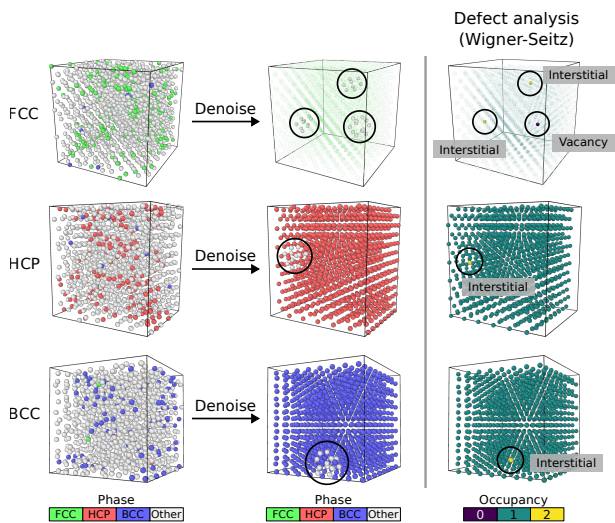 Defect analysis
(Wigner-Seitz)
FCC
Denoise
Interstitial
Interstitial
Vacancy
HCP
Denoise
Interstitial
BCC
Denoise
Interstitial
Phase
FCC HCP BCC Other
Phase
FCC HCP BCC Other
Occupancy
0 1 2